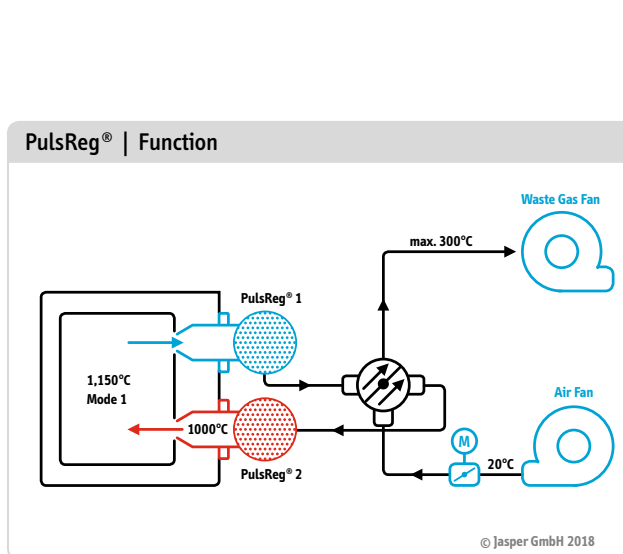 PulsReg® | Function
Waste Gas Fan
max. 300°C
PulsReg® 1
1,150°C
Mode 1
Air Fan
1000°C
M
20°C
PulsReg® 2
© Jasper GmbH 2018